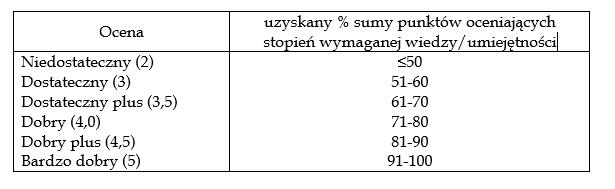 Ocena
uzyskany % sumy punktów oceniających
stopień wymaganej wiedzy/umiejętności
Niedostateczny (2) ≤50
Dostateczny (3) 51-60
Dostateczny plus (3,5) 61-70
Dobry (4,0) 71-80
Dobry plus (4,5) 81-90
Bardzo dobry (5) 91-100